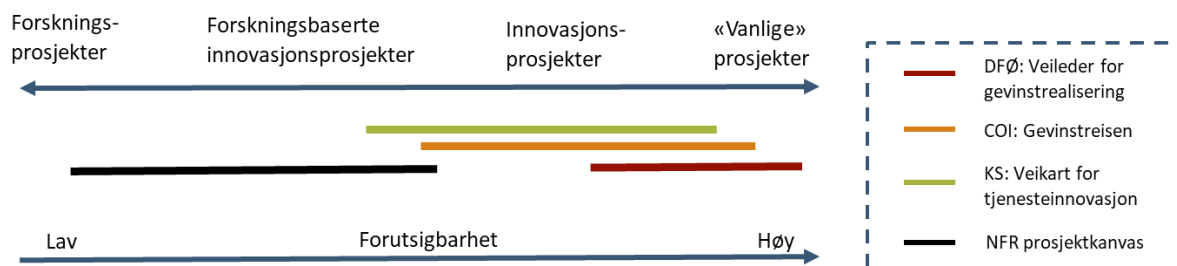 Forsknings-
prosjekter
Forskningsbaserte
innovasjonsprosjekter
Innovasjons-
prosjekter
«Vanlige»
prosjekter
Lav
Forutsigbarhet
Høy
DFØ: Veileder for
gevinstrealisering
COI: Gevinstreisen
KS: Veikart for
tjenesteinnovasjon
NFR prosjektkanvas